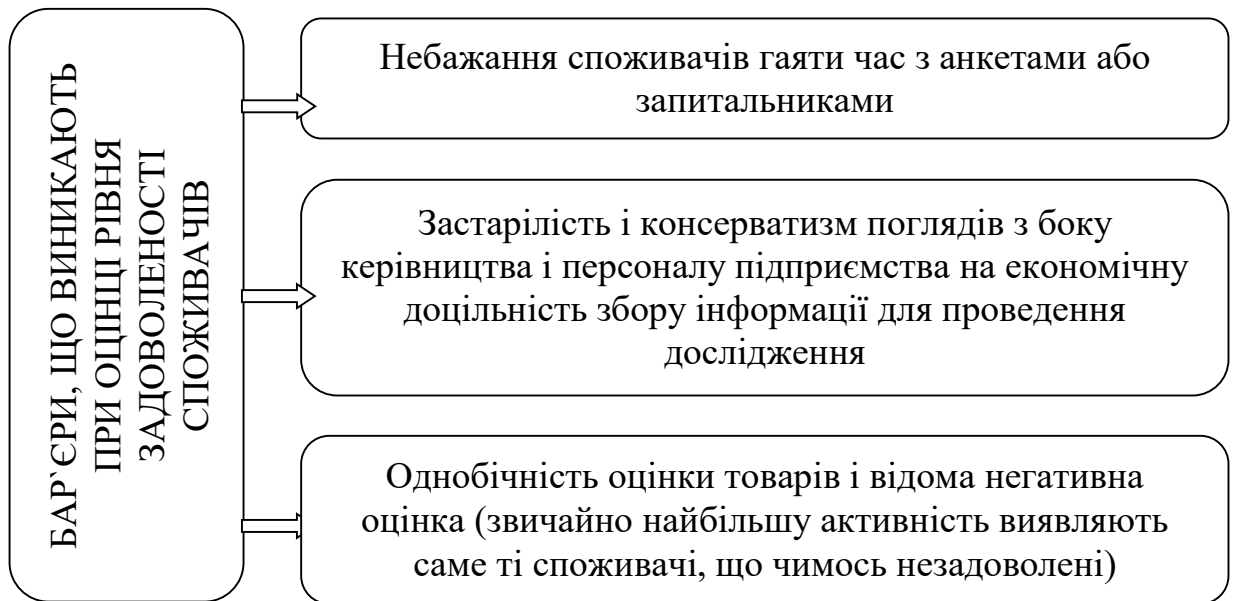 БАР`ЄРИ, ЩО ВИНИКАЮТЬ
ПРИ ОЦІНЦІ РІВНЯ
ЗАДОВОЛЕНОСТІ
СПОЖИВАЧІВ
Небажання споживачів гаяти час з анкетами або
запитальниками
Застарілість і консерватизм поглядів з боку
керівництва і персоналу підприємства на економічну
доцільність збору інформації для проведення
дослідження
Однобічність оцінки товарів і відома негативна
оцінка (звичайно найбільшу активність виявляють
саме ті споживачі, що чимось незадоволені)